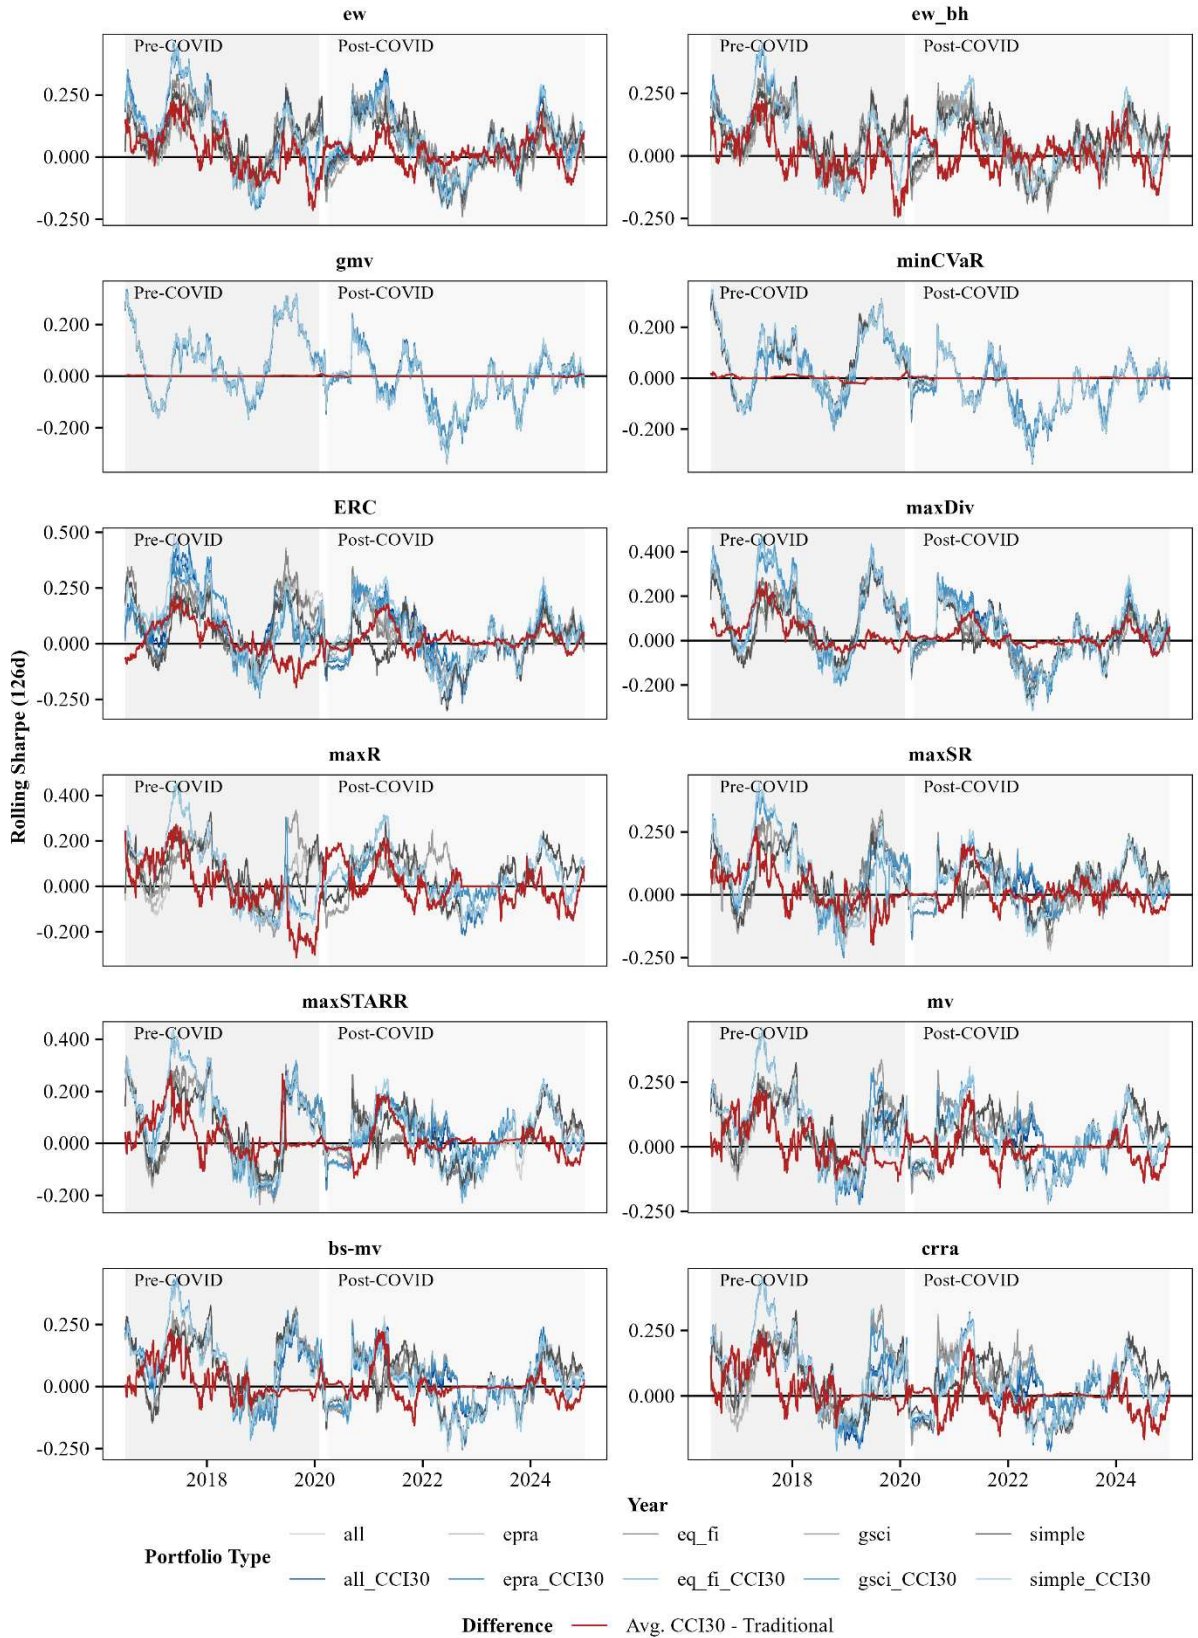 ew
ew_bh
Pre-COVID Post-COVID
0.250
0.000
-0.250
Pre-COVID Post-COVID
0.250
0.000
-0.250
gmv
minCVaR
Pre-COVID Post-COVID
0.200
0.000
-0.200
Pre-COVID Post-COVID
0.200
0.000
-0.200
ERC
maxDiv
Pre-COVID Post-COVID
0.500
0.250
0.000
-0.250
Pre-COVID Post-COVID
0.400
0.200
0.000
-0.200
Rolling Sharpe (126d)
maxR
maxSR
Pre-COVID Post-COVID
0.400
0.200
0.000
-0.200
Pre-COVID Post-COVID
0.250
0.000
-0.250
maxSTARR
mv
Pre-COVID Post-COVID
0.400
0.200
0.000
-0.200
Pre-COVID Post-COVID
0.250
0.000
-0.250
bs-mv
crra
Pre-COVID Post-COVID
0.250
0.000
-0.250
Pre-COVID Post-COVID
0.250
0.000
2018 2020 2022 2024
2018 2020 2022 2024
Year
Portfolio Type
all epra eq_fi gsci simple
all_CCI30 epra_CCI30 eq_fi_CCI30 gsci_CCI30 simple_CCI30
Difference Avg. CCI30 - Traditional